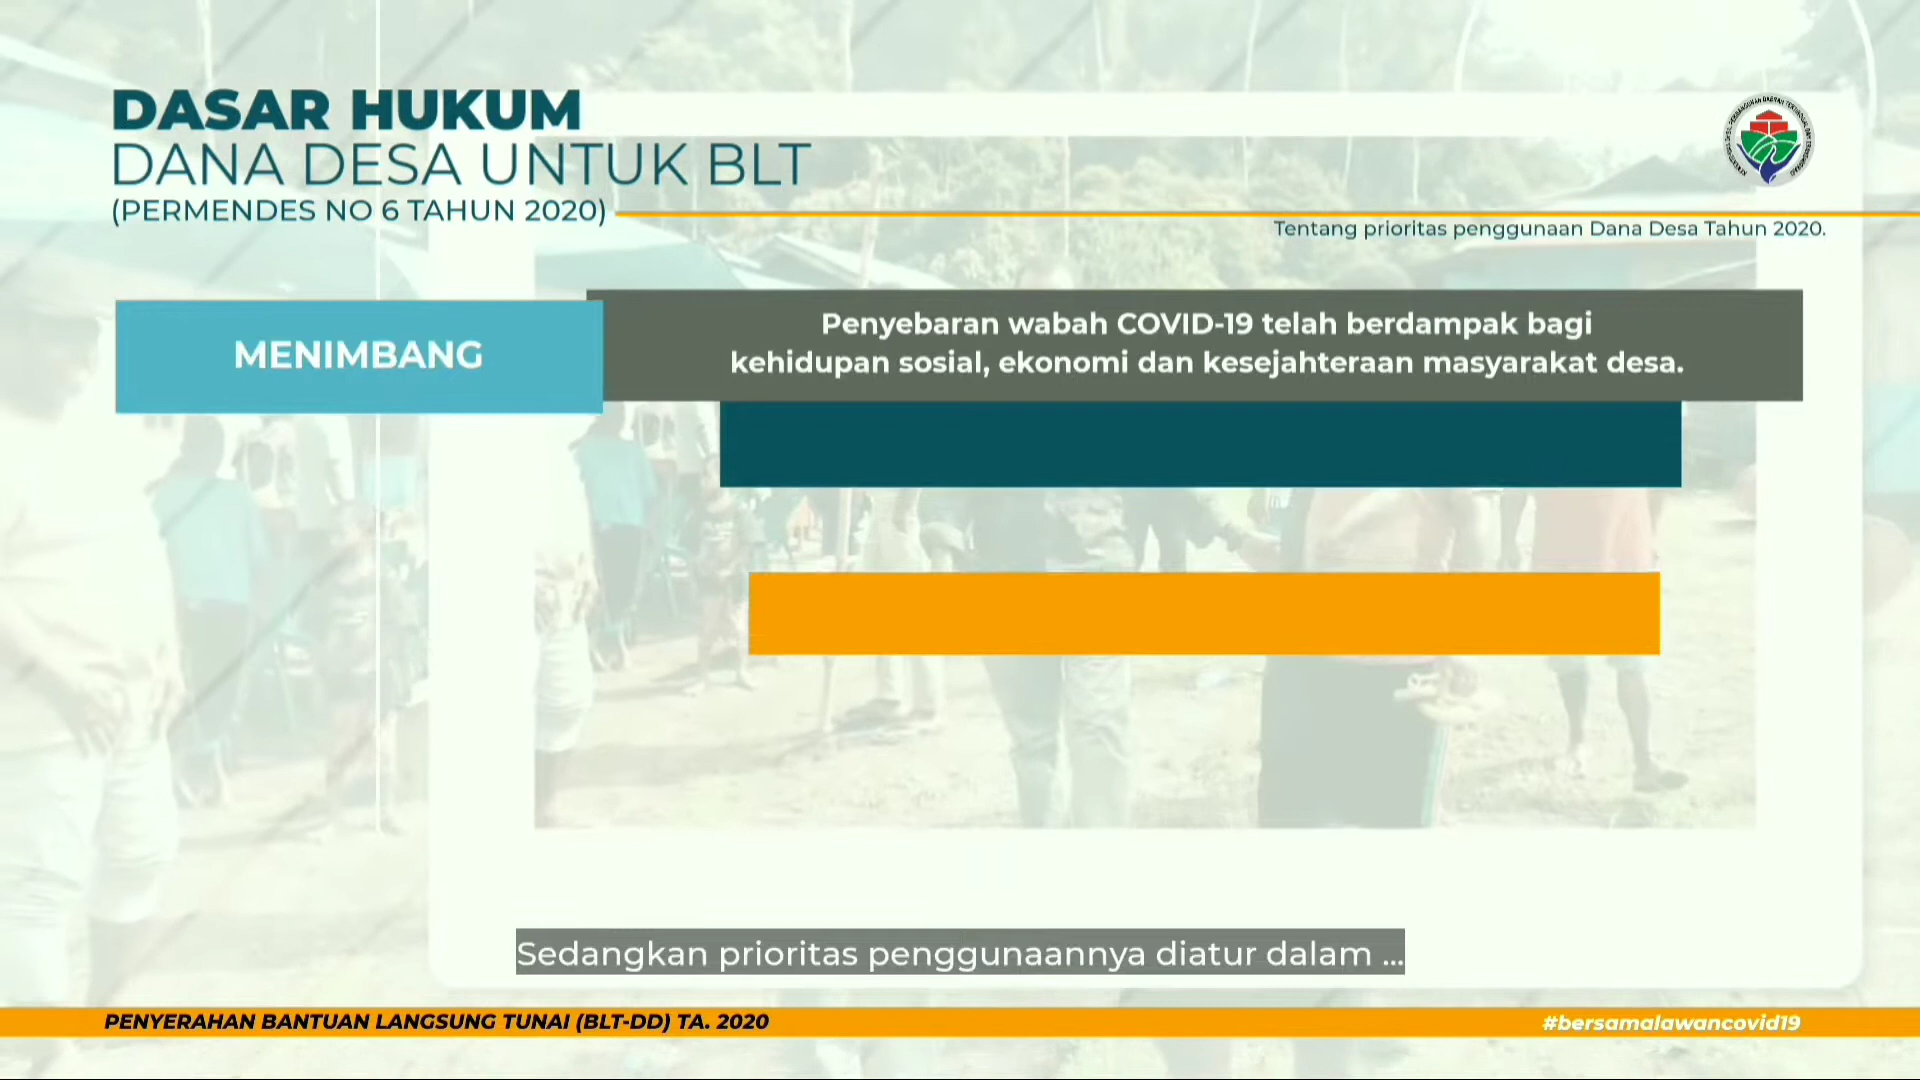 DASAR HUKUM
DANA DESA UNTUK BLT
(PERMENDES NO 6 TAHUN 2020)
Tentang prioritas penggunaan Dana Desa Tahun 2020.
MENIMBANG
Penyebaran wabah COVID-19 telah berdampak bagi
kehidupan sosial, ekonomi dan kesejahteraan masyarakat desa.
Sedangkan prioritas penggunaannya diatur dalam ...
PENYERAHAN BANTUAN LANGSUNG TUNAI (BLT-DD) TA. 2020
#bersamalawancovid19